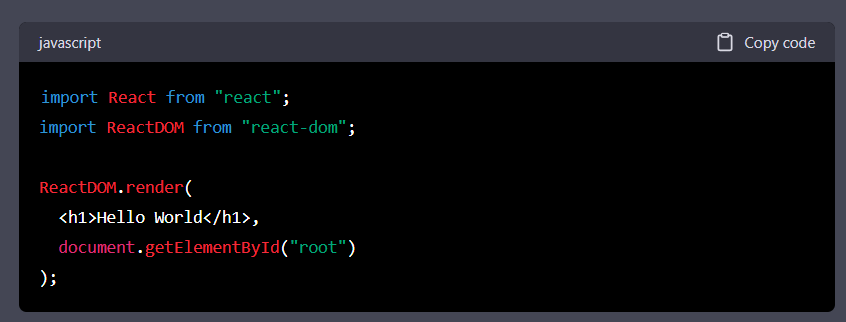 javascript
Copy code
import React from "react";
import ReactDOM from "react-dom";
ReactDOM.render(
<h1>Hello World</h1>,
document.getElementById("root")
);